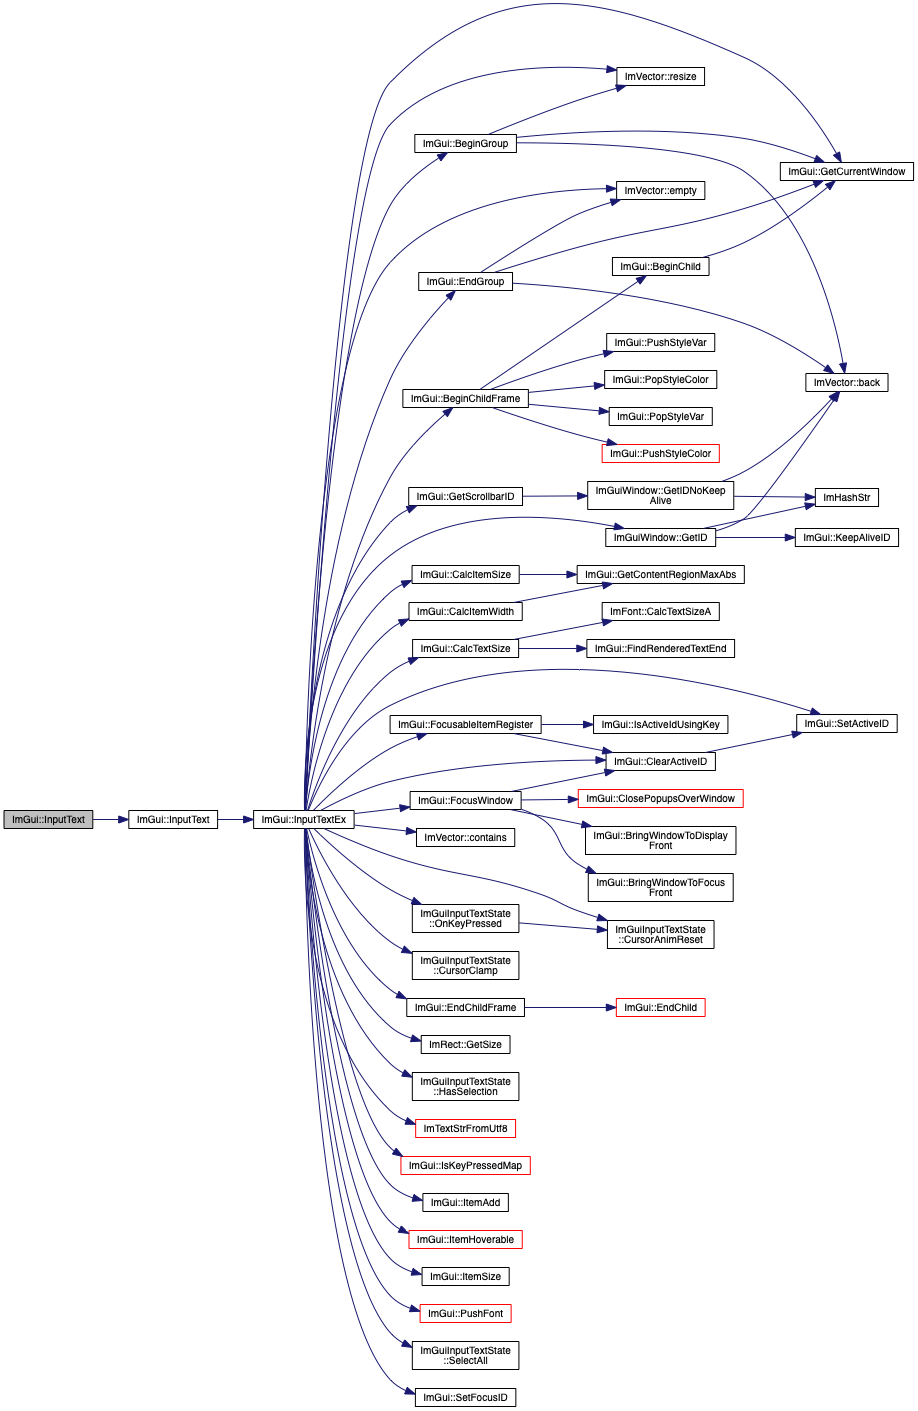 ImVector::resize
ImGui::BeginGroup
ImGui::GetCurrentWindow
ImVector::empty
ImGui::BeginChild
ImGui::EndGroup
ImGui::PushStyleVar
ImGui::PopStyleColor
ImVector::back
ImGui::BeginChildFrame
ImGui::PopStyleVar
ImGui::PushStyleColor
ImGui::GetScrollbarID
ImGuiWindow::GetIDNoKeep
Alive
ImHashStr
ImGuiWindow::GetID
ImGui::KeepAliveID
ImGui::CalcItemSize
ImGui::GetContentRegionMaxAbs
ImGui::CalcItemWidth
ImFont::CalcTextSizeA
ImGui::CalcTextSize
ImGui::FindRenderedTextEnd
ImGui::FocusableItemRegister
ImGui::IsActiveIdUsingKey
ImGui::SetActiveID
ImGui::ClearActiveID
ImGui::FocusWindow
ImGui::ClosePopupsOverWindow
ImGui::InputText
ImGui::InputText
ImGui::InputTextEx
ImVector::contains
ImGui::BringWindowToDisplay
Front
ImGui::BringWindowToFocus
Front
ImGuiInputTextState
::OnKeyPressed
ImGuiInputTextState
::CursorAnimReset
ImGuiInputTextState
::CursorClamp
ImGui::EndChildFrame
ImGui::EndChild
ImRect::GetSize
ImGuiInputTextState
::HasSelection
ImTextStrFromUtf8
ImGui::IsKeyPressedMap
ImGui::ItemAdd
ImGui::ItemHoverable
ImGui::ItemSize
ImGui::PushFont
ImGuiInputTextState
::SelectAll
ImGui::SetFocusID